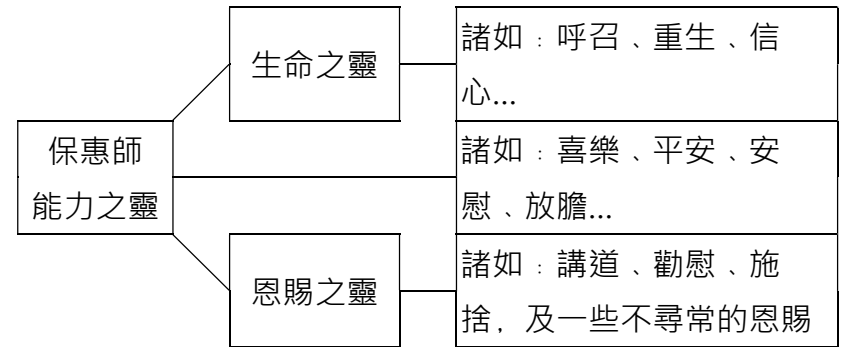 生命之靈
諸如﹕呼召﹑重生﹑信
心...
保惠師
能力之靈
諸如﹕喜樂﹑平安﹑安
慰﹑放膽...
恩賜之靈
諸如﹕講道﹑勸慰﹑施
捨，及一些不尋常的恩賜